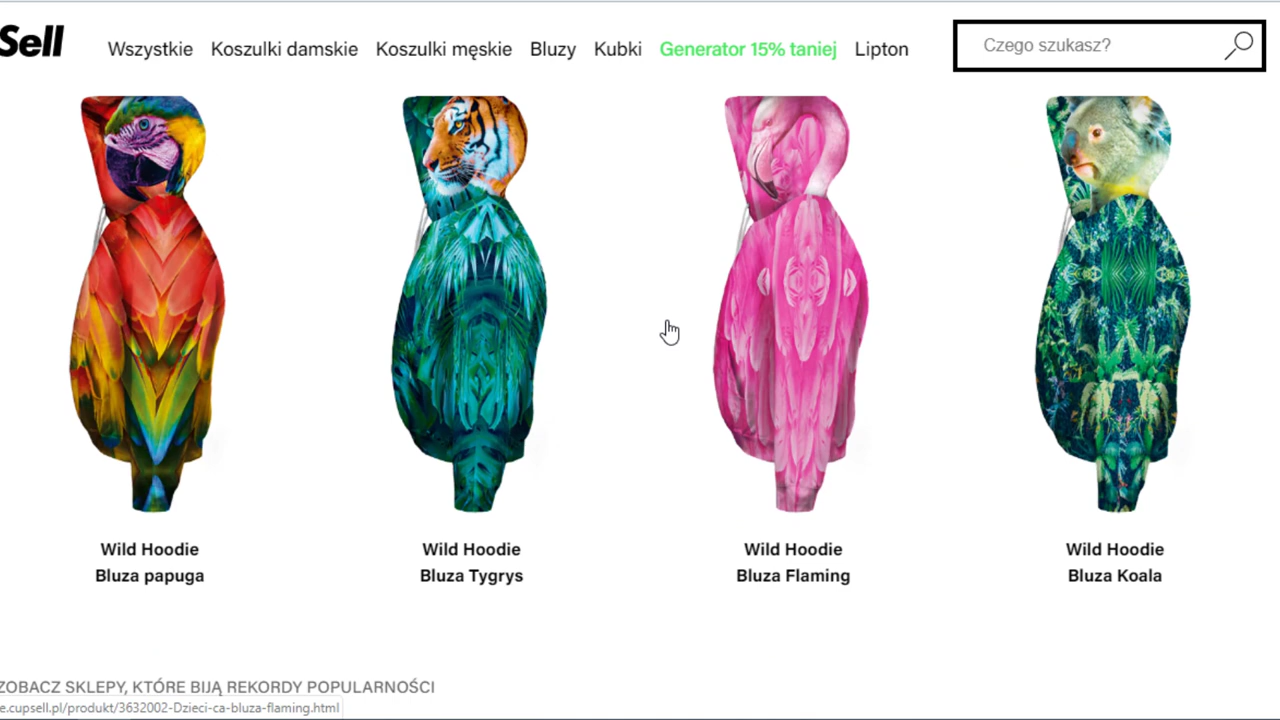 Sell
Wszystkie Koszulki damskie Koszulki męskie Bluzy Kubki Generator 15% taniej Lipton
Czego szukasz?
Wild Hoodie
Bluza papuga
Wild Hoodie
Bluza Tygrys
Wild Hoodie
Bluza Flaming
Wild Hoodie
Bluza Koala
ZOBACZ SKLEPY, KTÓRE BIJĄ REKORDY POPULARNOŚCI
e.cupsell.pl/produkt/3632002-Dzieci-ca-bluza-flaming.html